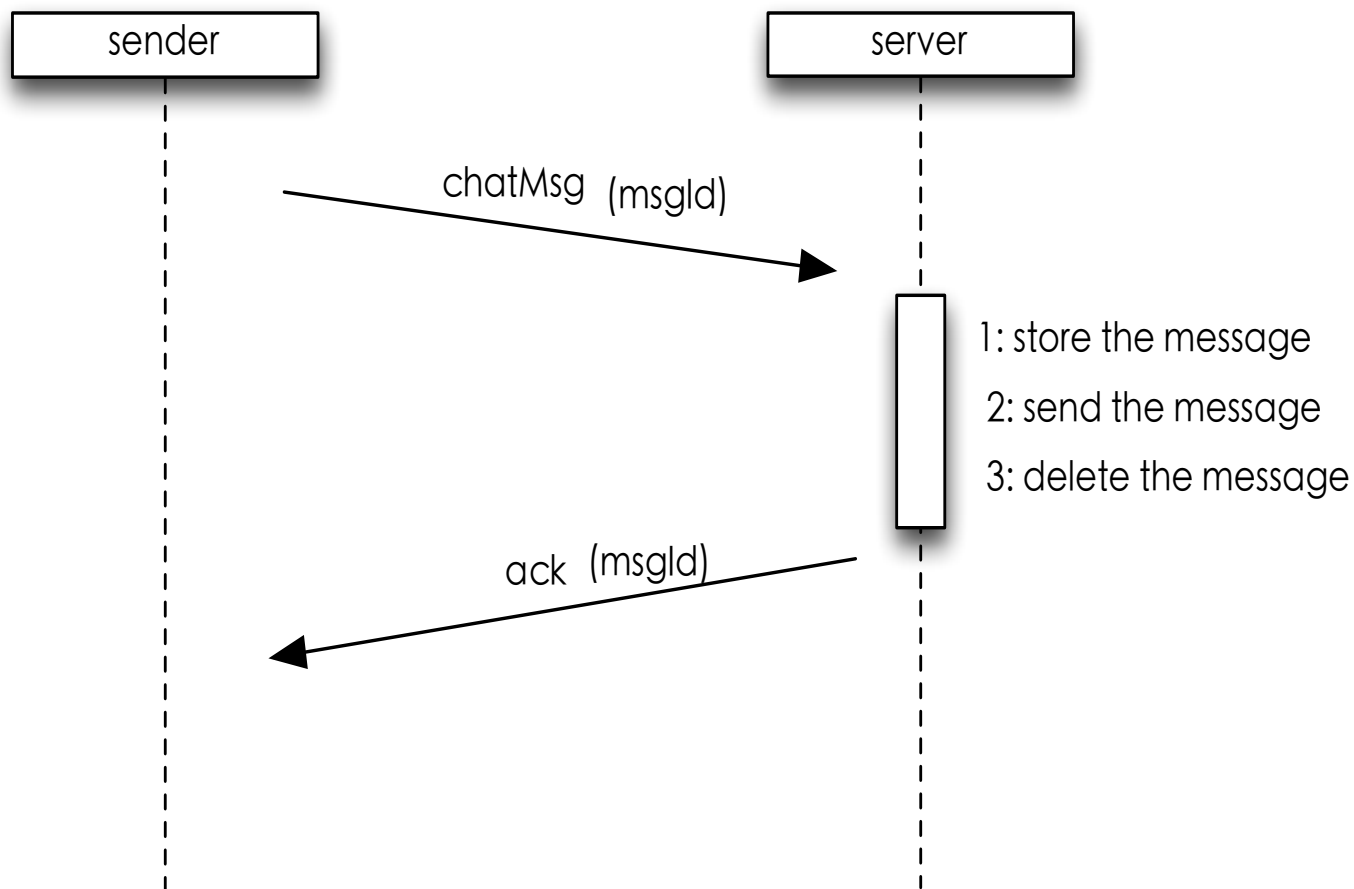 sender
server
chatMsg (msgId)
1: store the message
2: send the message
3: delete the message
ack (msgId)